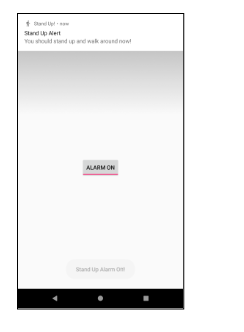 Stand Up! • now
Stand Up Alert
You should stand up and walk around now!
ALARM ON
Stand Up Alarm On!